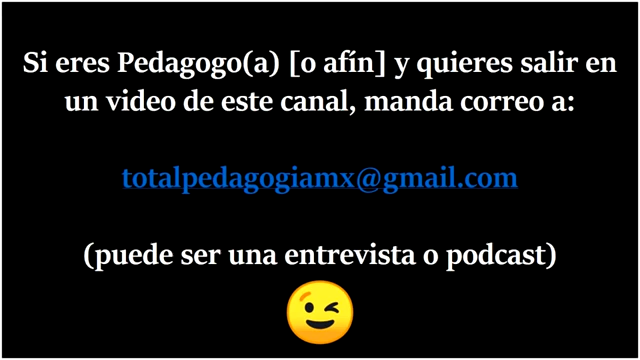 Si eres Pedagogo(a) [o afín] y quieres salir en
un video de este canal, manda correo a:
totalpedagogiamx@gmail.com
(puede ser una entrevista o podcast)